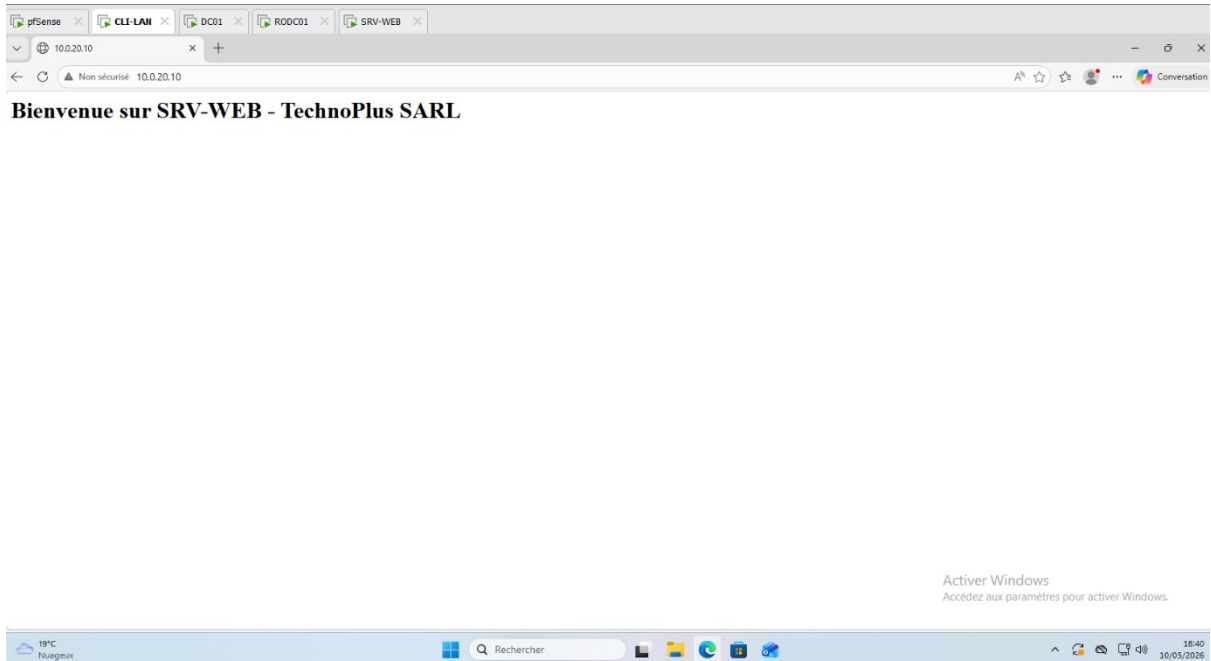 pfSense CLI-LAN DC01 RODC01 SRV-WEB
10.0.20.10
Non sécurisé 10.0.20.10 Conversation
Bienvenue sur SRV-WEB - TechnoPlus SARL
Activer Windows
Accédez aux paramètres pour activer Windows.
19°C
Nuageux
Rechercher
18:40
10/05/2026